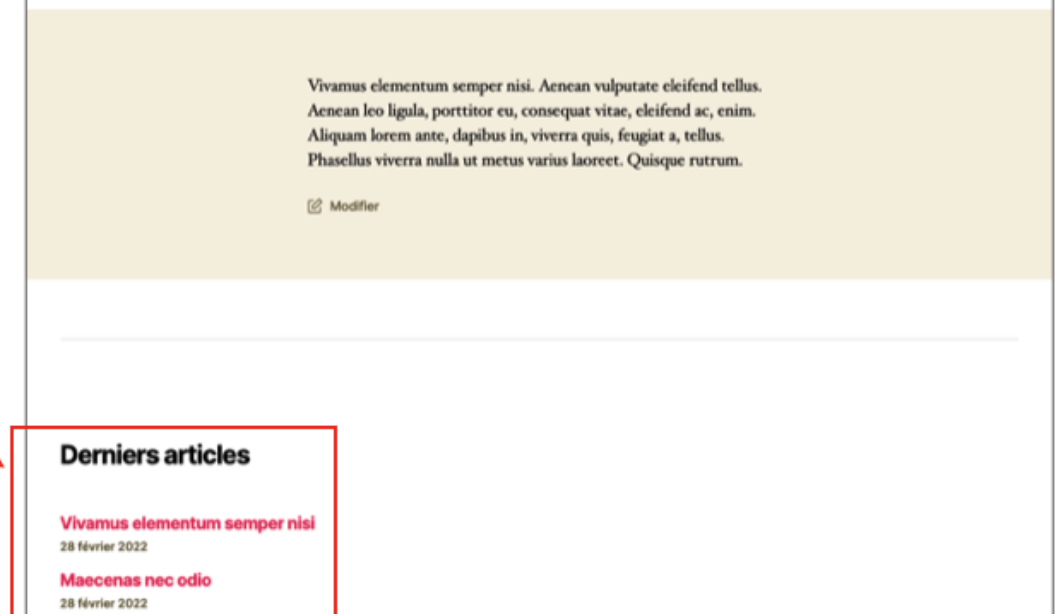 Vivamus elementum semper nisi. Aenean vulputate eleifend tellus.
Aenean leo ligula, porttitor eu, consequat vitae, eleifend ac, enim.
Aliquam lorem ante, dapibus in, viverra quis, feugiat a, tellus.
Phasellus viverra nulla ut metus varius laoreet. Quisque rutrum.
Modifier
Derniers articles
Vivamus elementum semper nisi
28 février 2022
Maecenas nec odio
28 février 2022